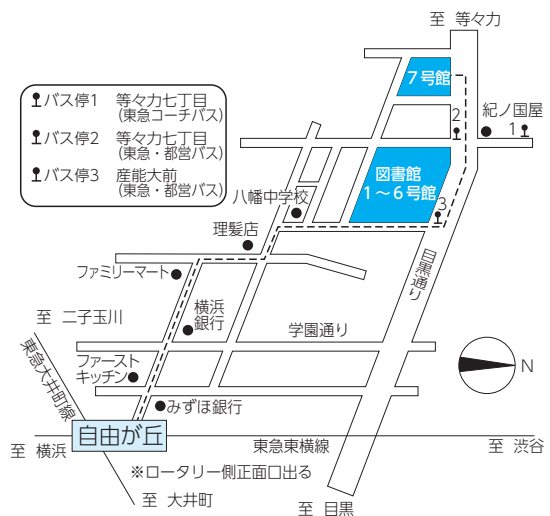 至 等々力
7号館
バス停1 等々力七丁目
(東急コーチバス)
バス停2 等々力七丁目
(東急・都営バス)
バス停3 産能大前
(東急・都営バス)
2
紀ノ国屋
1
図書館
1～6号館
3
八幡中学校
理髪店
目黒通り
ファミリーマート
横浜
銀行
至 二子玉川
学園通り
東急大井町線
ファースト
キッチン
N
みずほ銀行
自由が丘
至 横浜
東急東横線
至 渋谷
※ロータリー側正面口出る
至 大井町
至 目黒